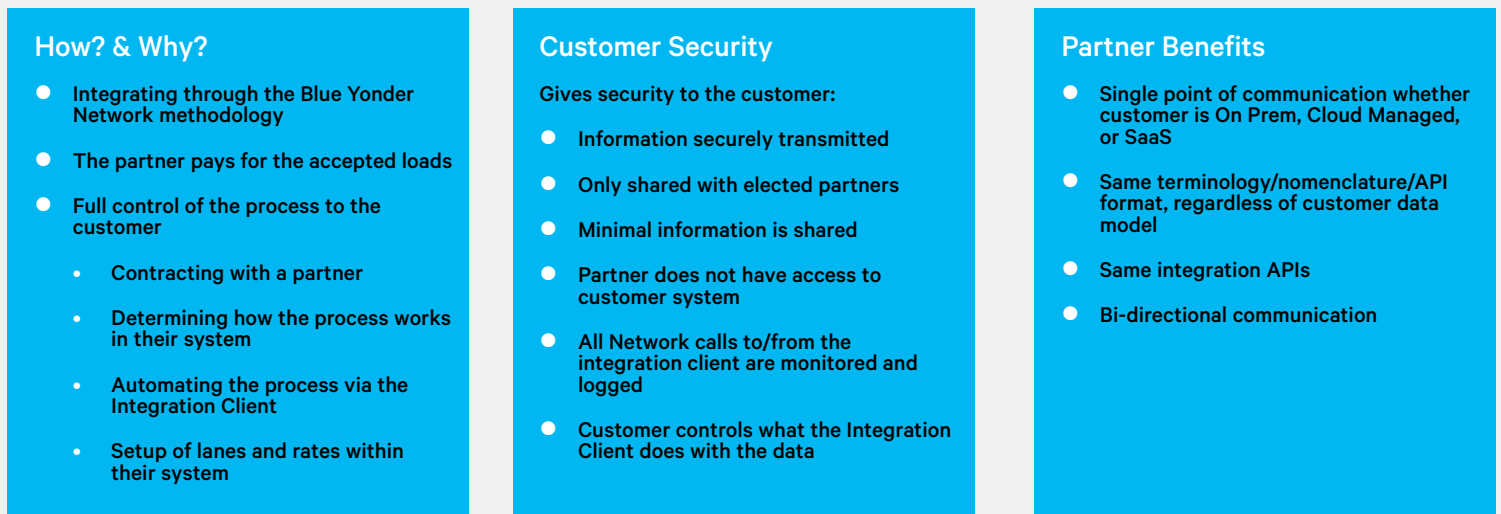 How? & Why?
Integrating through the Blue Yonder
Network methodology
The partner pays for the accepted loads
Full control of the process to the
customer
Contracting with a partner
Determining how the process works
in their system
Automating the process via the
Integration Client
Setup of lanes and rates within
their system
Customer Security
Gives security to the customer:
Information securely transmitted
Only shared with elected partners
Minimal information is shared
Partner does not have access to
customer system
All Network calls to/from the
integration client are monitored and
logged
Customer controls what the Integration
Client does with the data
Partner Benefits
Single point of communication whether
customer is On Prem, Cloud Managed,
or SaaS
Same terminology/nomenclature/API
format, regardless of customer data
model
Same integration APIs
Bi-directional communication